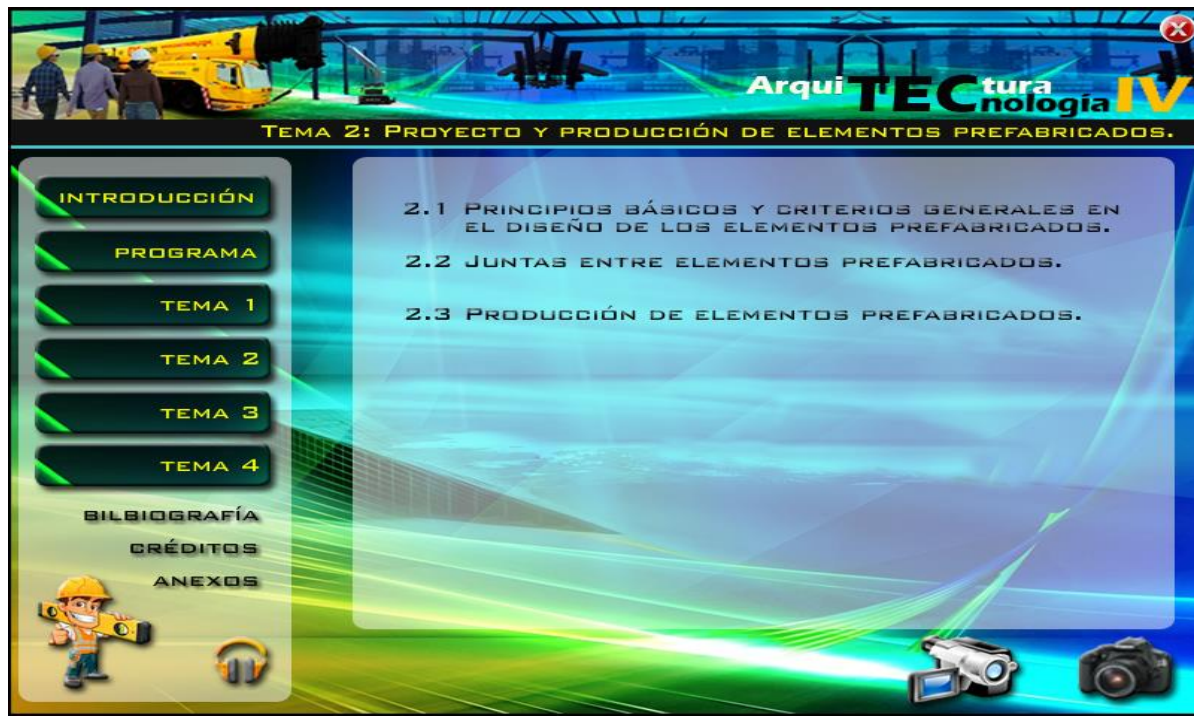 ArquiTECtura
nología IV
TEMA 2: PROYECTO Y PRODUCCIÓN DE ELEMENTOS PREFABRICADOS.
INTRODUCCIÓN
PROGRAMA
TEMA 1
TEMA 2
TEMA 3
TEMA 4
BILBIOGRAFÍA
CRÉDITOS
ANEXOS
2.1 PRINCIPIOS BÁSICOS Y CRITERIOS GENERALES EN
EL DISEÑO DE LOS ELEMENTOS PREFABRICADOS.
2.2 JUNTAS ENTRE ELEMENTOS PREFABRICADOS.
2.3 PRODUCCIÓN DE ELEMENTOS PREFABRICADOS.